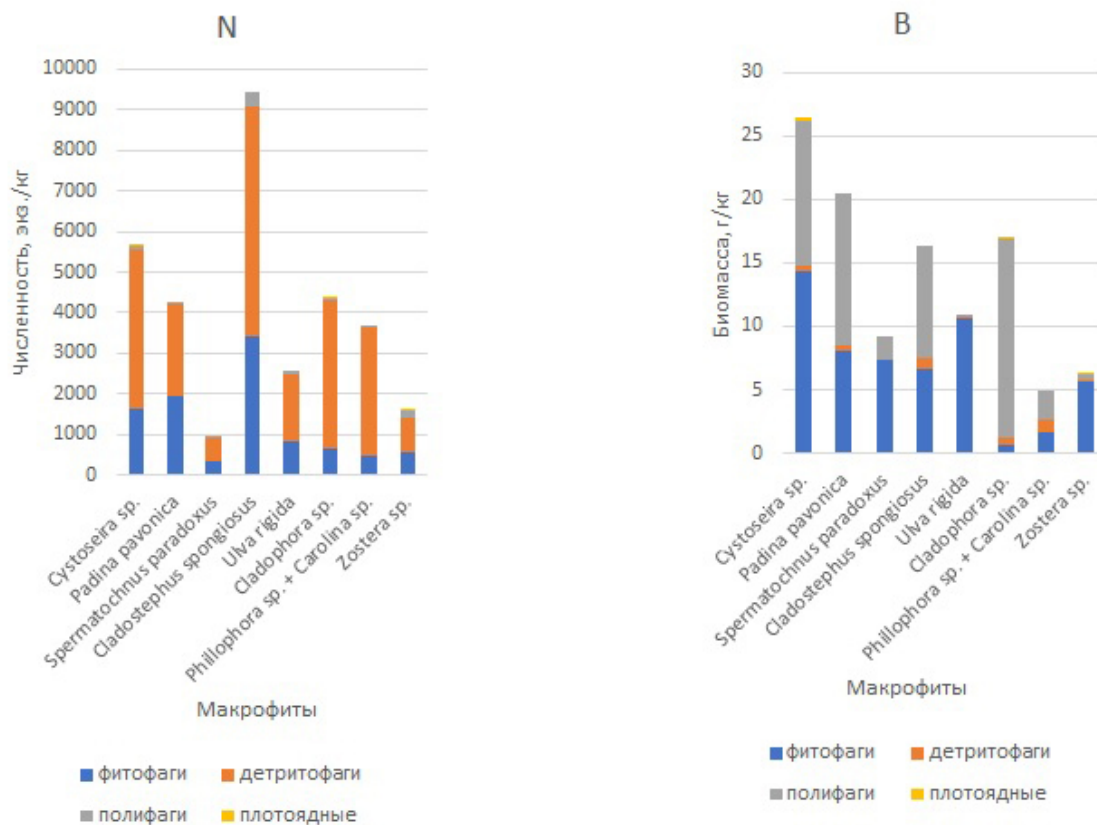 N
Численность, экз./кг
10000
9000
8000
7000
6000
5000
4000
3000
2000
1000
0
Cystoseira sp.
Padina pavonica
Spermatochnus paradoxus
Cladostephus spongiosus
Ulva rigida
Cladophora sp.
Phillophora sp. + Carolina sp.
Zostera sp.
Макрофиты
фитофаги
детритофаги
полифаги
плотоядные
B
Биомасса, г/кг
30
25
20
15
10
5
0
Cystoseira sp.
Padina pavonica
Spermatochnus paradoxus
Cladostephus spongiosus
Ulva rigida
Cladophora sp.
Phillophora sp. + Carolina sp.
Zostera sp.
Макрофиты
фитофаги
детритофаги
полифаги
плотоядные